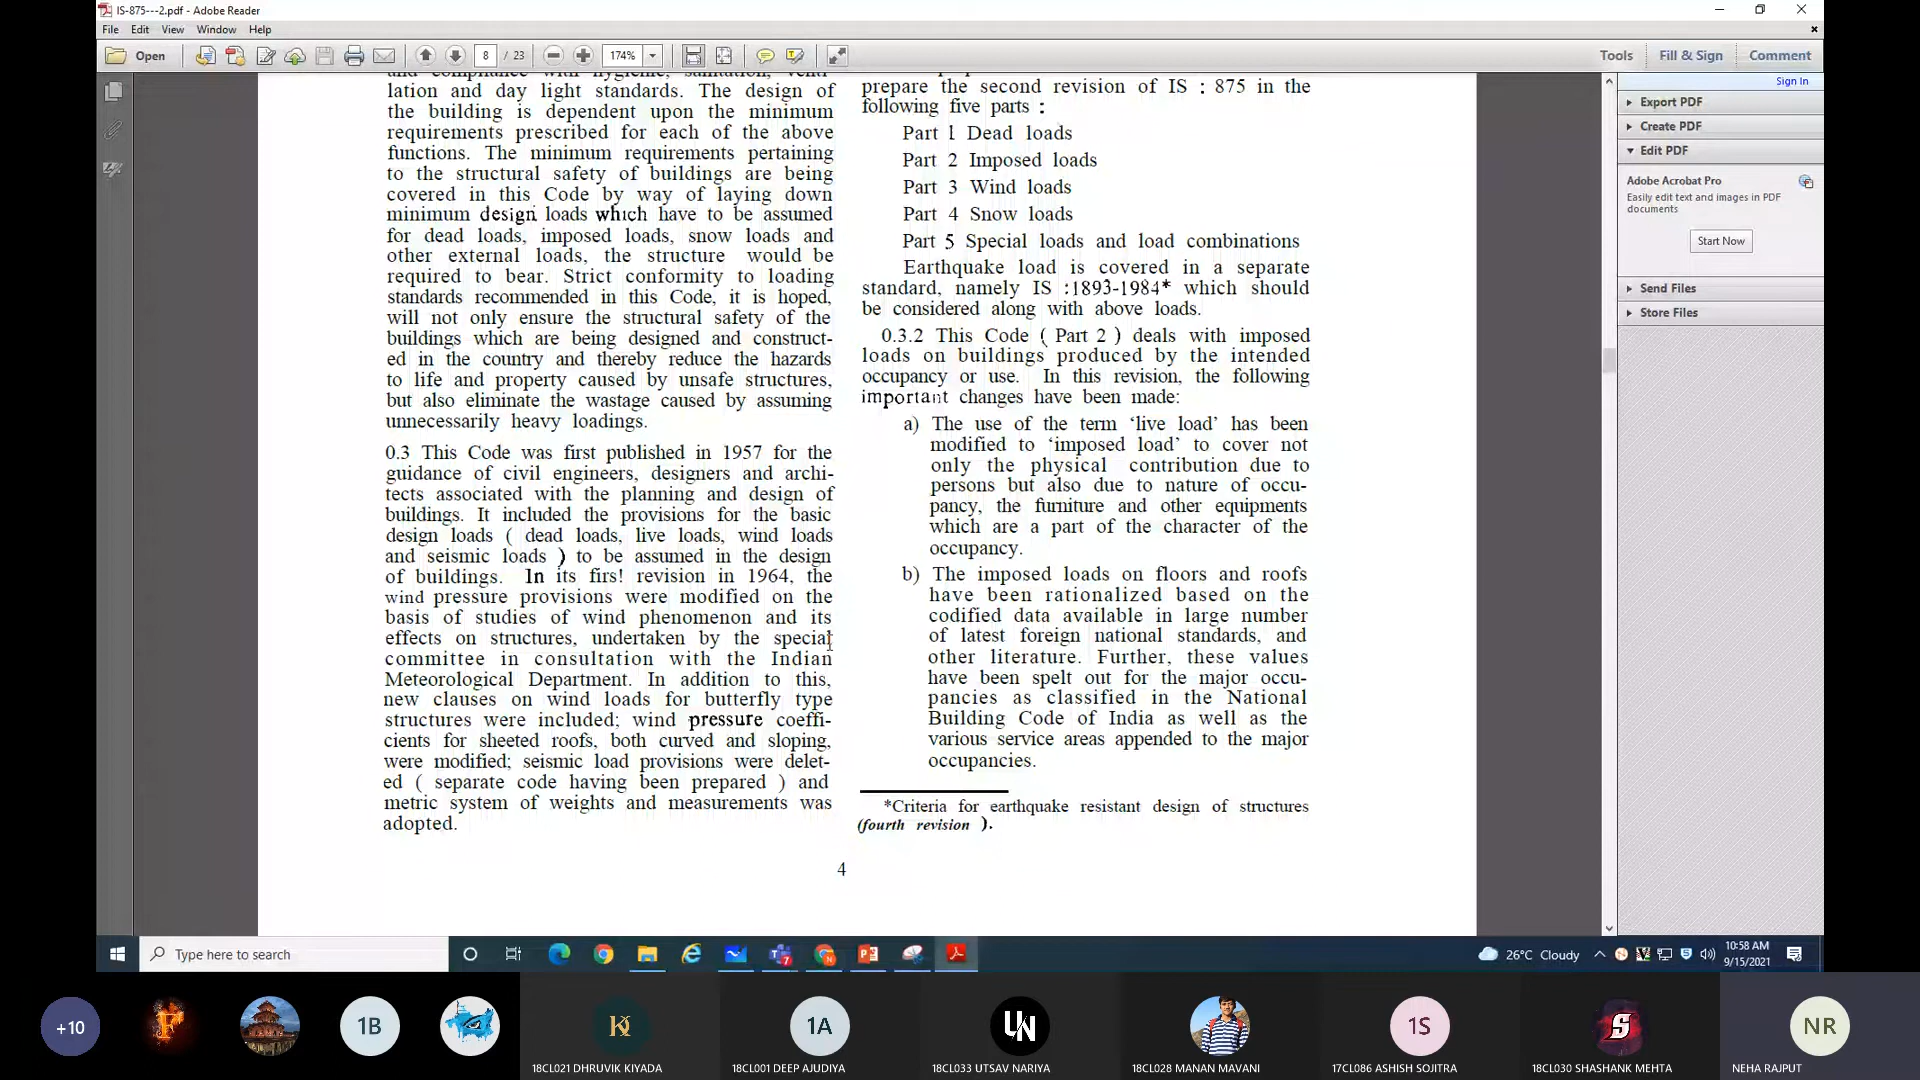 IS-875---2.pdf - Adobe Reader
File Edit View Window Help
Open 8 / 23 174% Tools Fill & Sign Comment
Sign In
Export PDF
Create PDF
Edit PDF
Adobe Acrobat Pro
Easily edit text and images in PDF
documents
Start Now
Send Files
Store Files
and compliance with hygienic, sanitation, venti-
lation and day light standards. The design of
the building is dependent upon the minimum
requirements prescribed for each of the above
functions. The minimum requirements pertaining
to the structural safety of buildings are being
covered in this Code by way of laying down
minimum design loads which have to be assumed
for dead loads, imposed loads, snow loads and
other external loads, the structure would be
required to bear. Strict conformity to loading
standards recommended in this Code, it is hoped,
will not only ensure the structural safety of the
buildings which are being designed and construct-
ed in the country and thereby reduce the hazards
to life and property caused by unsafe structures,
but also eliminate the wastage caused by assuming
unnecessarily heavy loadings.
0.3 This Code was first published in 1957 for the
guidance of civil engineers, designers and archi-
tects associated with the planning and design of
buildings. It included the provisions for the basic
design loads ( dead loads, live loads, wind loads
and seismic loads ) to be assumed in the design
of buildings. In its firs! revision in 1964, the
wind pressure provisions were modified on the
basis of studies of wind phenomenon and its
effects on structures, undertaken by the special
committee in consultation with the Indian
Meteorological Department. In addition to this,
new clauses on wind loads for butterfly type
structures were included; wind pressure coeffi-
cients for sheeted roofs, both curved and sloping,
were modified; seismic load provisions were delet-
ed ( separate code having been prepared ) and
metric system of weights and measurements was
adopted.
prepare the second revision of IS : 875 in the
following five parts :
Part 1 Dead loads
Part 2 Imposed loads
Part 3 Wind loads
Part 4 Snow loads
Part 5 Special loads and load combinations
Earthquake load is covered in a separate
standard, namely IS :1893-1984* which should
be considered along with above loads.
0.3.2 This Code ( Part 2 ) deals with imposed
loads on buildings produced by the intended
occupancy or use. In this revision, the following
important changes have been made:
a) The use of the term ‘live load’ has been
modified to ‘imposed load’ to cover not
only the physical contribution due to
persons but also due to nature of occu-
pancy, the furniture and other equipments
which are a part of the character of the
occupancy.
b) The imposed loads on floors and roofs
have been rationalized based on the
codified data available in large number
of latest foreign national standards, and
other literature. Further, these values
have been spelt out for the major occu-
pancies as classified in the National
Building Code of India as well as the
various service areas appended to the major
occupancies.
*Criteria for earthquake resistant design of structures
(fourth revision ).
4
Type here to search
26°C Cloudy
10:58 AM
9/15/2021
+10
1B
1A
1S
NR
18CL021 DHRUVIK KIYADA
18CL001 DEEP AJUDIYA
18CL033 UTSAV NARIYA
18CL028 MANAN MAVANI
17CL086 ASHISH SOJITRA
18CL030 SHASHANK MEHTA
NEHA RAJPUT